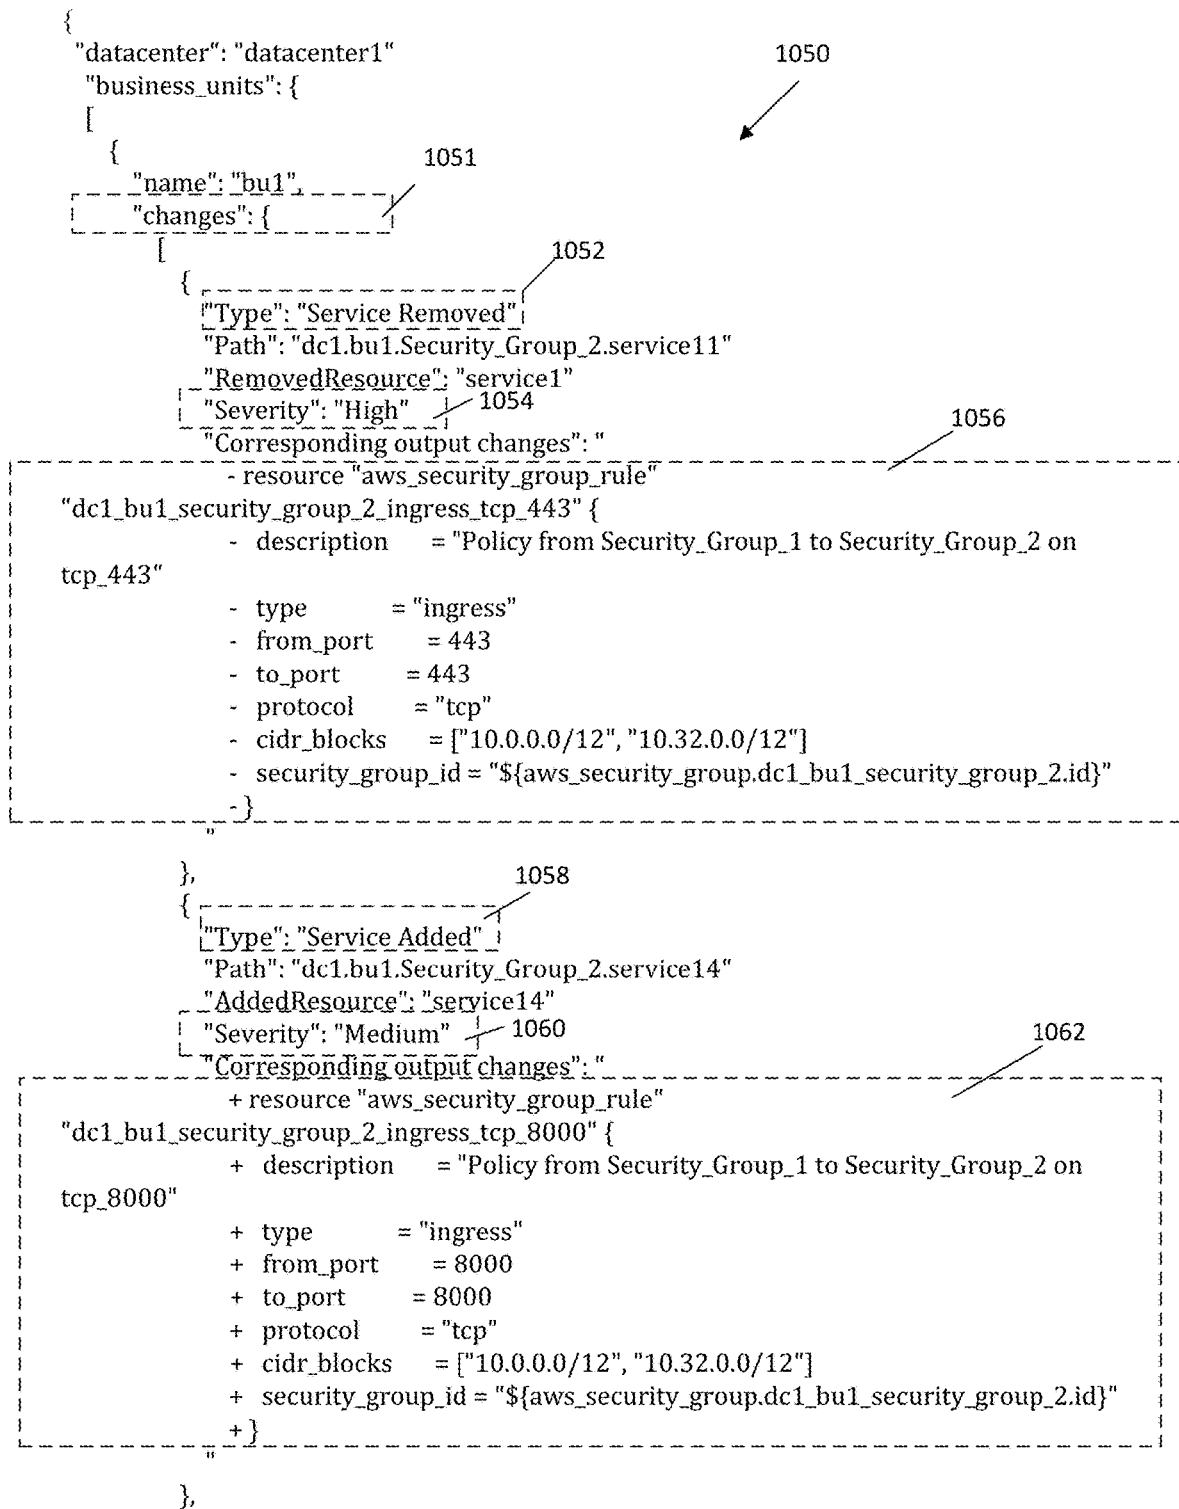 {
"datacenter": "datacenter1"
1050
"business_units": {
[
{
1051
"name": "bu1",
"changes": {
[
1052
{
"Type": "Service Removed"
"Path": "dc1.bu1.Security_Group_2.service11"
"RemovedResource": "service1"
"Severity": "High"
1054
1056
"Corresponding output changes": "
- resource "aws_security_group_rule"
"dc1_bu1_security_group_2_ingress_tcp_443" {
- description = "Policy from Security_Group_1 to Security_Group_2 on
tcp_443"
- type = "ingress"
- from_port = 443
- to_port = 443
- protocol = "tcp"
- cidr_blocks = ["10.0.0.0/12", "10.32.0.0/12"]
- security_group_id = "${aws_security_group.dc1_bu1_security_group_2.id}"
- }
"
},
1058
{
"Type": "Service Added"
"Path": "dc1.bu1.Security_Group_2.service14"
"AddedResource": "service14"
"Severity": "Medium"
1060
1062
"Corresponding output changes": "
+ resource "aws_security_group_rule"
"dc1_bu1_security_group_2_ingress_tcp_8000" {
+ description = "Policy from Security_Group_1 to Security_Group_2 on
tcp_8000"
+ type = "ingress"
+ from_port = 8000
+ to_port = 8000
+ protocol = "tcp"
+ cidr_blocks = ["10.0.0.0/12", "10.32.0.0/12"]
+ security_group_id = "${aws_security_group.dc1_bu1_security_group_2.id}"
+ }
"
},